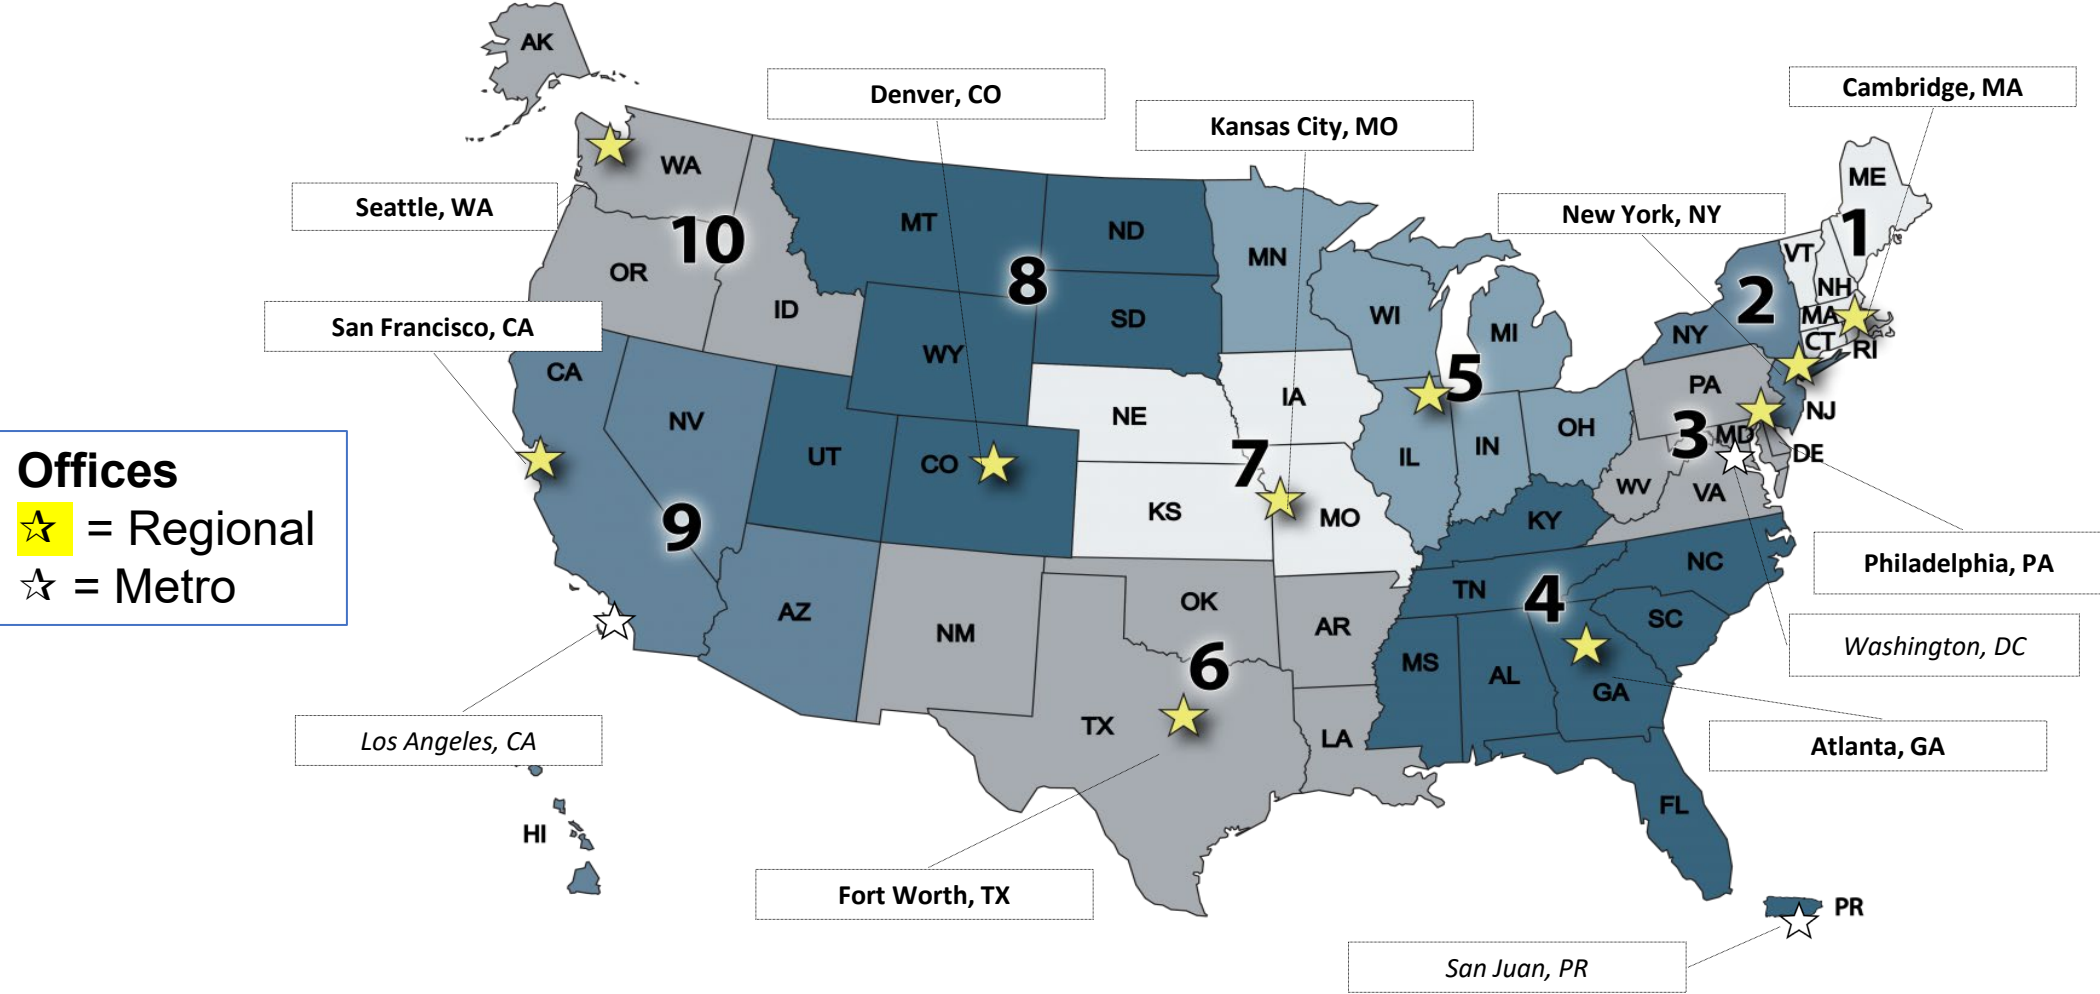 AK
Denver, CO
Cambridge, MA
Kansas City, MO
WA
ME
Seattle, WA
New York, NY
MT
ND
1
10
MN
VT
OR
8
NH
2
ID
SD
WI
MA
San Francisco, CA
MI
NY
CT
RI
WY
CA
5
PA
IA
NE
NV
NJ
OH
3
MD
IN
DE
UT
CO
IL
7
Offices
WV
VA
= Regional
KS
MO
KY
9
= Metro
NC
Philadelphia, PA
TN
4
OK
AZ
SC
AR
NM
Washington, DC
6
MS
AL
GA
TX
LA
Los Angeles, CA
Atlanta, GA
FL
HI
Fort Worth, TX
PR
San Juan, PR